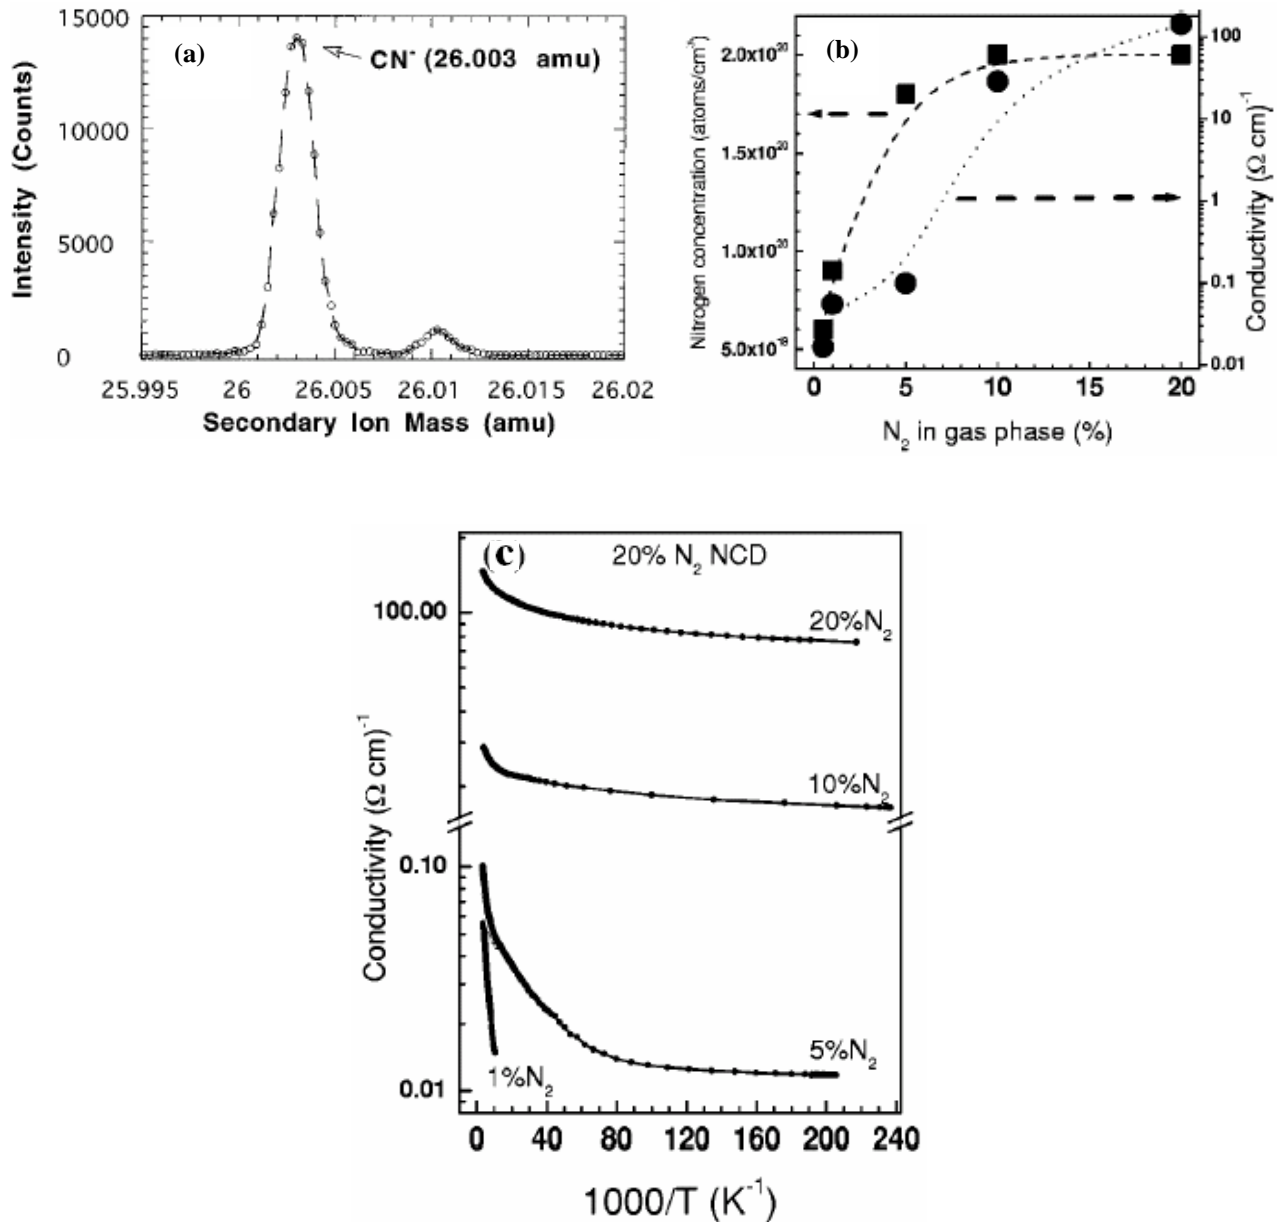 (a)
CN⁻ (26.003 amu)
Intensity (Counts)
15000
10000
5000
0
25.995 26 26.005 26.01 26.015 26.02
Secondary Ion Mass (amu)
(b)
Nitrogen concentration (atoms/cm⁻³)
2.0x10²⁰
1.5x10²⁰
1.0x10²⁰
5.0x10¹⁹
100
10
1
0.1
0.01
Conductivity (Ω cm)⁻¹
0 5 10 15 20
N₂ in gas phase (%)
(c)
20% N₂ NCD
100.00
20%N₂
10%N₂
Conductivity (Ω cm)⁻¹
0.10
5%N₂
1%N₂
0.01
0 40 80 120 160 200 240
1000/T (K⁻¹)